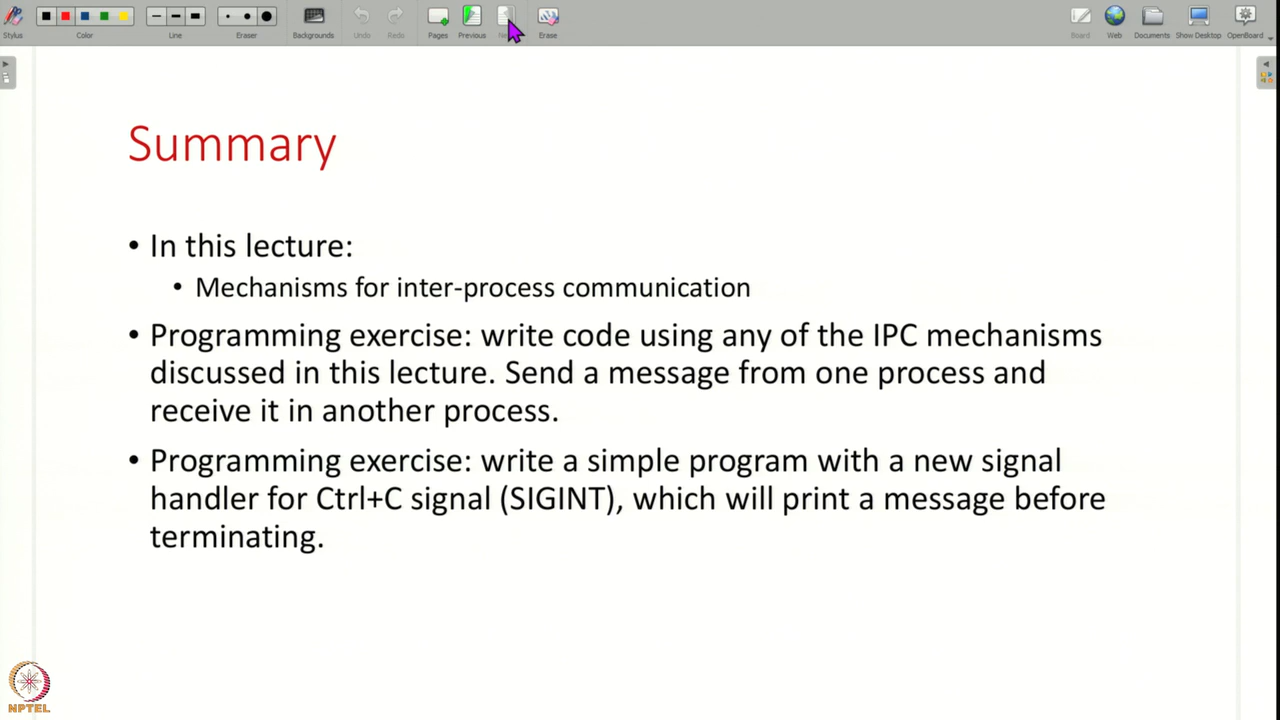 Stylus
Color
Line
Eraser
Backgrounds
Undo
Redo
Pages
Previous
Erase
Board
Web
Documents
Show Desktop
OpenBoard
Summary
• In this lecture:
• Mechanisms for inter-process communication
• Programming exercise: write code using any of the IPC mechanisms
discussed in this lecture. Send a message from one process and
receive it in another process.
• Programming exercise: write a simple program with a new signal
handler for Ctrl+C signal (SIGINT), which will print a message before
terminating.
NPTEL